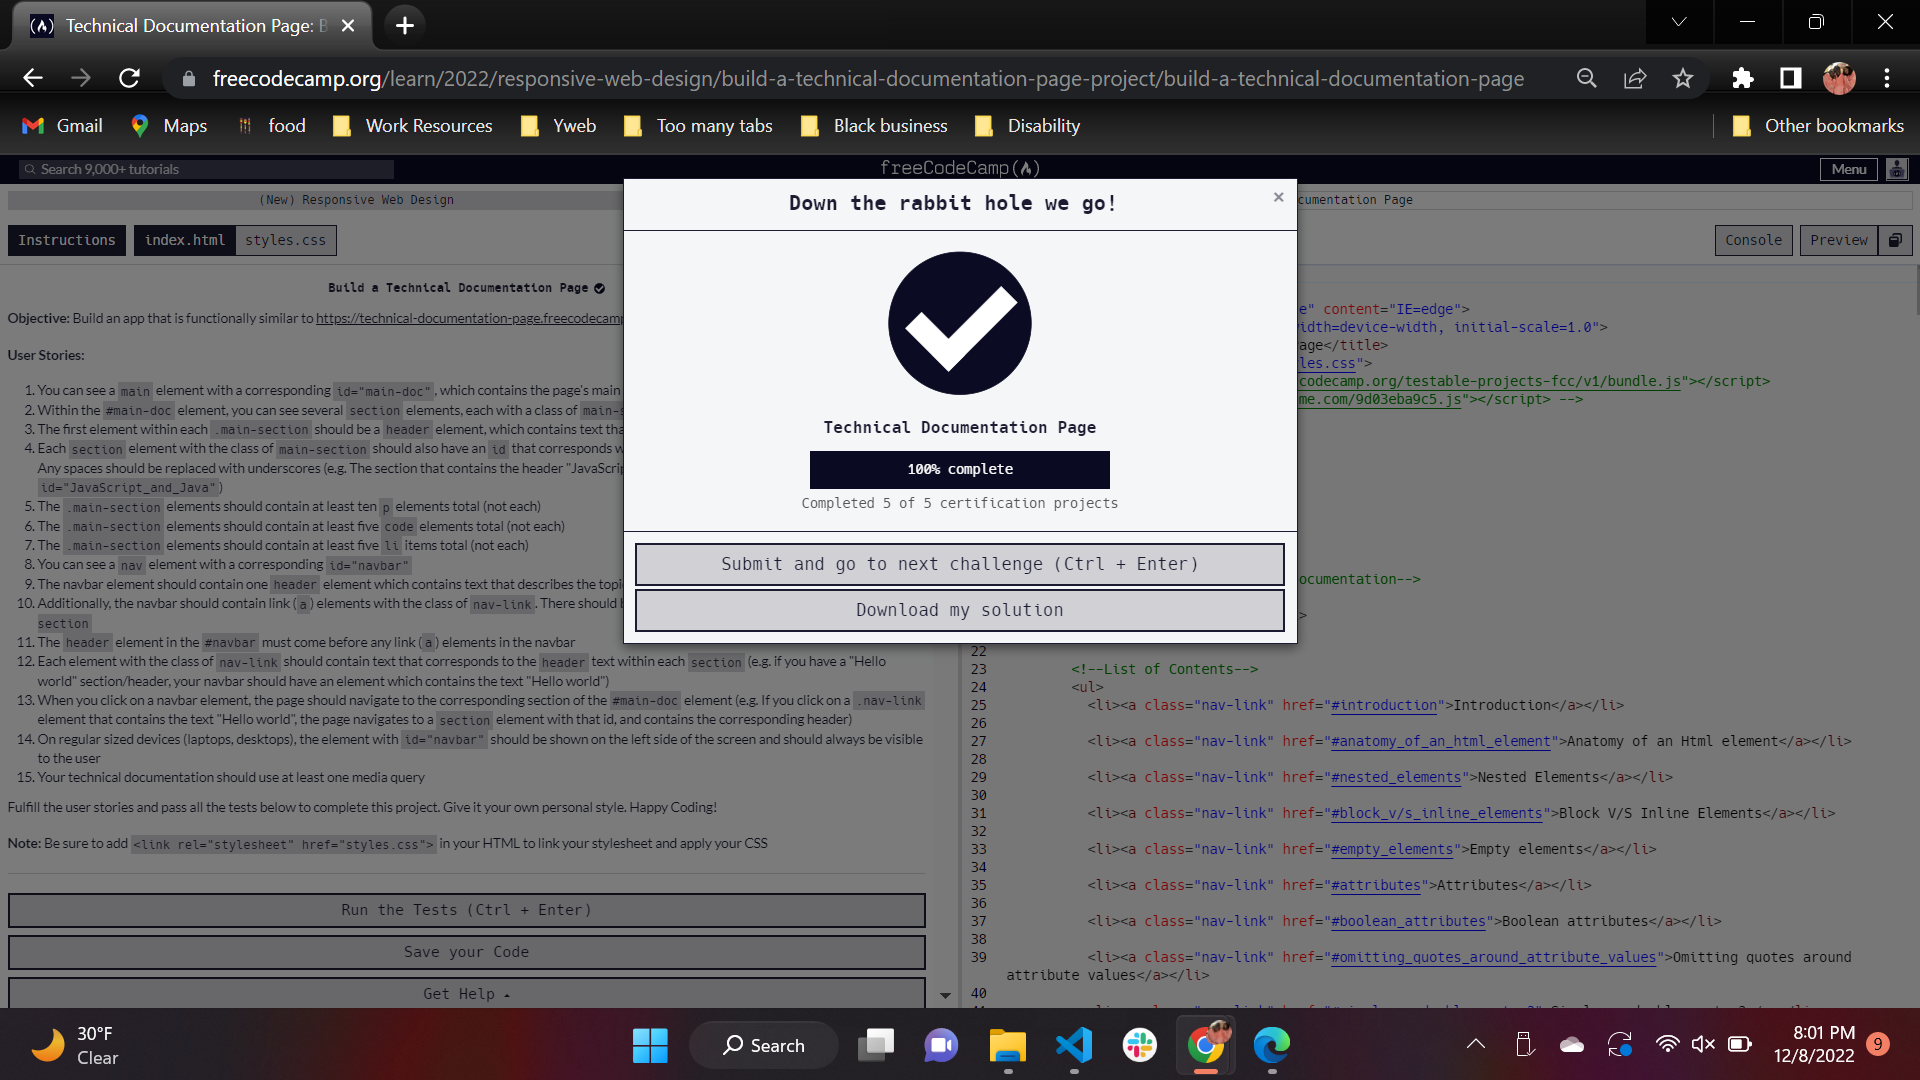 Technical Documentation Page: B
freecodecamp.org/learn/2022/responsive-web-design/build-a-technical-documentation-page-project/build-a-technical-documentation-page
Gmail Maps food Work Resources Yweb Too many tabs Black business Disability Other bookmarks
Search 9,000+ tutorials
freeCodeCamp
Menu
(New) Responsive Web Design
cumentation Page
Instructions index.html styles.css
Console Preview
Down the rabbit hole we go!
×
Technical Documentation Page
100% complete
Completed 5 of 5 certification projects
Submit and go to next challenge (Ctrl + Enter)
Download my solution
Build a Technical Documentation Page
Objective: Build an app that is functionally similar to https://technical-documentation-page.freecodecamp
User Stories:
1. You can see a main element with a corresponding id="main-doc", which contains the page's main
2. Within the #main-doc element, you can see several section elements, each with a class of main-s
3. The first element within each .main-section should be a header element, which contains text tha
4. Each section element with the class of main-section should also have an id that corresponds w
Any spaces should be replaced with underscores (e.g. The section that contains the header "JavaScrip
id="JavaScript_and_Java")
5. The .main-section elements should contain at least ten p elements total (not each)
6. The .main-section elements should contain at least five code elements total (not each)
7. The .main-section elements should contain at least five li items total (not each)
8. You can see a nav element with a corresponding id="navbar"
9. The navbar element should contain one header element which contains text that describes the topi
10. Additionally, the navbar should contain link (a) elements with the class of nav-link. There should b
section
11. The header element in the #navbar must come before any link (a) elements in the navbar
12. Each element with the class of nav-link should contain text that corresponds to the header text within each section (e.g. if you have a "Hello
world" section/header, your navbar should have an element which contains the text "Hello world")
13. When you click on a navbar element, the page should navigate to the corresponding section of the #main-doc element (e.g. If you click on a .nav-link
element that contains the text "Hello world", the page navigates to a section element with that id, and contains the corresponding header)
14. On regular sized devices (laptops, desktops), the element with id="navbar" should be shown on the left side of the screen and should always be visible
to the user
15. Your technical documentation should use at least one media query
Fulfill the user stories and pass all the tests below to complete this project. Give it your own personal style. Happy Coding!
Note: Be sure to add <link rel="stylesheet" href="styles.css"> in your HTML to link your stylesheet and apply your CSS
Run the Tests (Ctrl + Enter)
Save your Code
Get Help
e" content="IE=edge">
idth=device-width, initial-scale=1.0">
age</title>
les.css">
codecamp.org/testable-projects-fcc/v1/bundle.js"></script>
me.com/9d03eba9c5.js"></script> -->
ocumentation-->
>
22
23 <!--List of Contents-->
24 <ul>
25 <li><a class="nav-link" href="#introduction">Introduction</a></li>
26
27 <li><a class="nav-link" href="#anatomy_of_an_html_element">Anatomy of an Html element</a></li>
28
29 <li><a class="nav-link" href="#nested_elements">Nested Elements</a></li>
30
31 <li><a class="nav-link" href="#block_v/s_inline_elements">Block V/S Inline Elements</a></li>
32
33 <li><a class="nav-link" href="#empty_elements">Empty elements</a></li>
34
35 <li><a class="nav-link" href="#attributes">Attributes</a></li>
36
37 <li><a class="nav-link" href="#boolean_attributes">Boolean attributes</a></li>
38
39 <li><a class="nav-link" href="#omitting_quotes_around_attribute_values">Omitting quotes around
attribute values</a></li>
40
30°F
Clear
Search
8:01 PM
12/8/2022
9